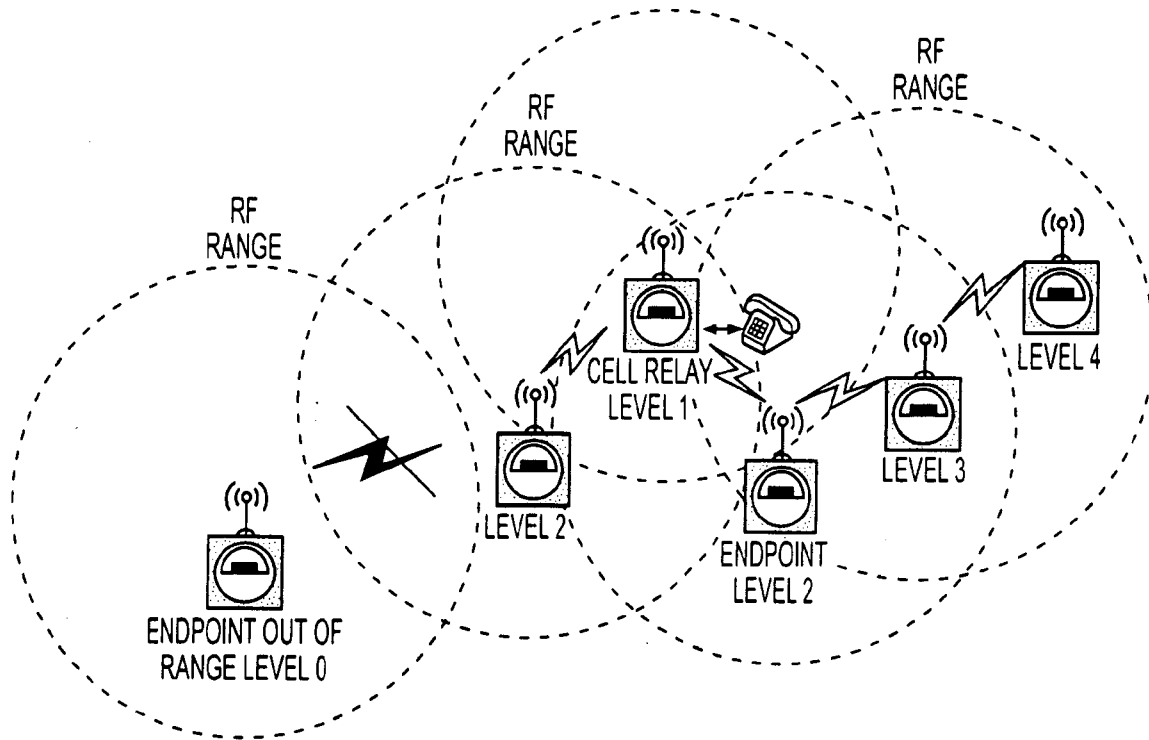 RF
RANGE
RF
RANGE
RF
RANGE
CELL RELAY
LEVEL 1
LEVEL 4
LEVEL 3
LEVEL 2
ENDPOINT
LEVEL 2
ENDPOINT OUT OF
RANGE LEVEL 0